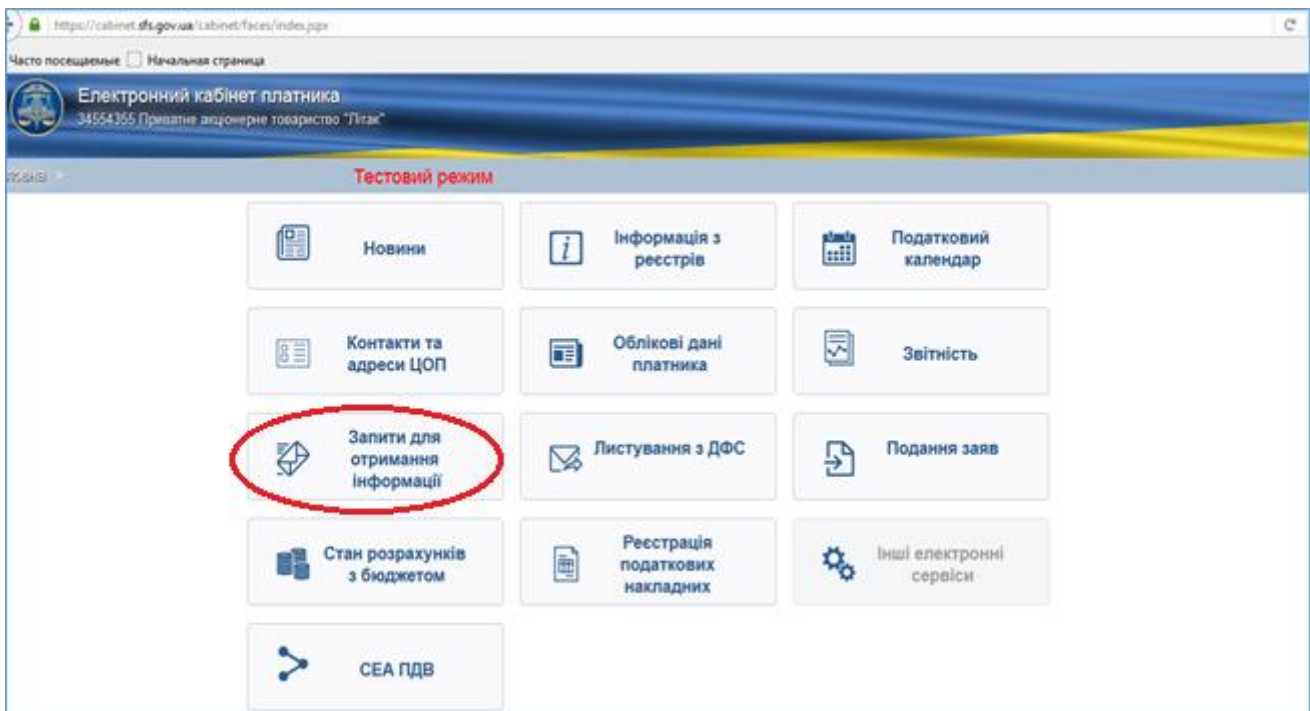 https://cabinet.sfs.gov.ua/cabinet/faces/index.jspx
Часто посещаемые Начальная страница
Електронний кабінет платника
34554355 Приватне акціонерне товариство "Літак"
Тестовий режим
Новини
Інформація з
реєстрів
Податковий
календар
Контакти та
адреси ЦОП
Облікові дані
платника
Звітність
Запити для
отримання
інформації
Листування з ДФС
Подання заяв
Стан розрахунків
з бюджетом
Реєстрація
податкових
накладних
Інші електронні
сервіси
СЕА ПДВ